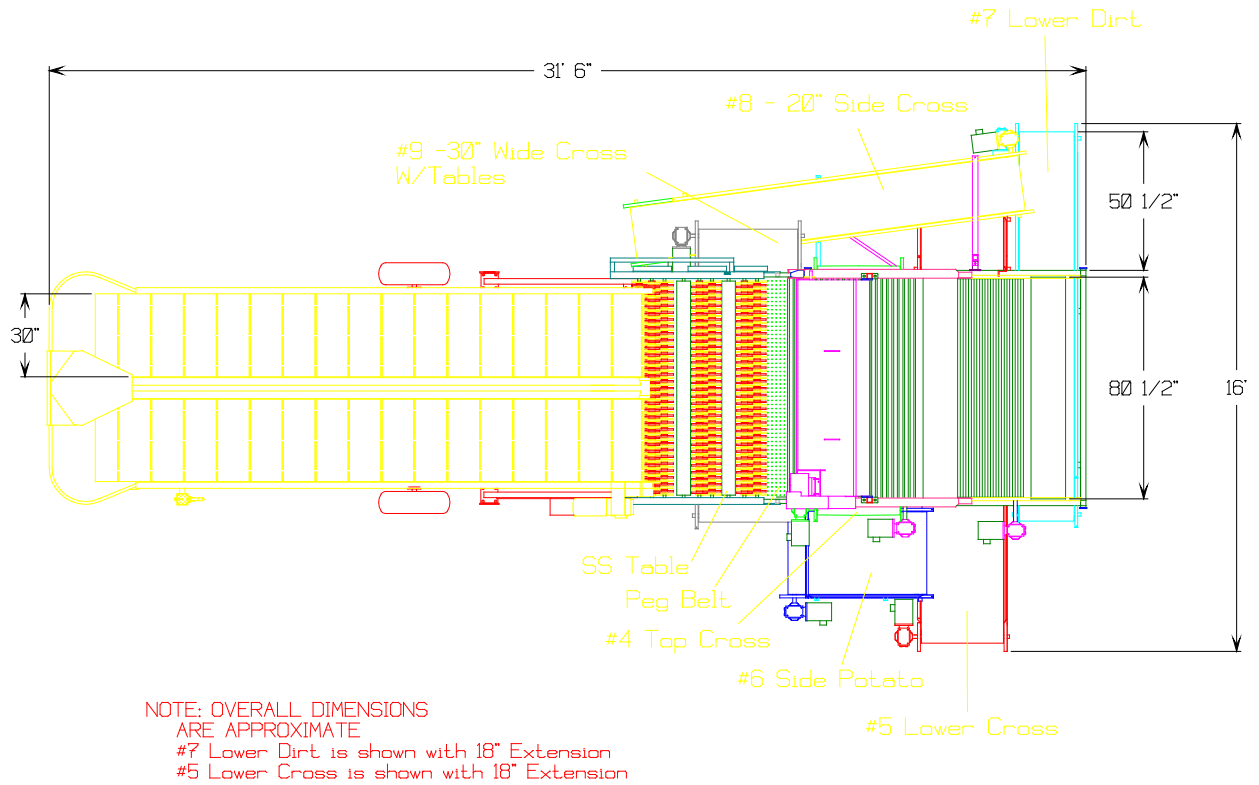 #7 Lower Dirt
31' 6"
#8 - 20" Side Cross
#9 -30" Wide Cross
W/Tables
50 1/2"
30"
80 1/2"
16'
SS Table
Peg Belt
#4 Top Cross
#6 Side Potato
#5 Lower Cross
NOTE: OVERALL DIMENSIONS
ARE APPROXIMATE
#7 Lower Dirt is shown with 18" Extension
#5 Lower Cross is shown with 18" Extension